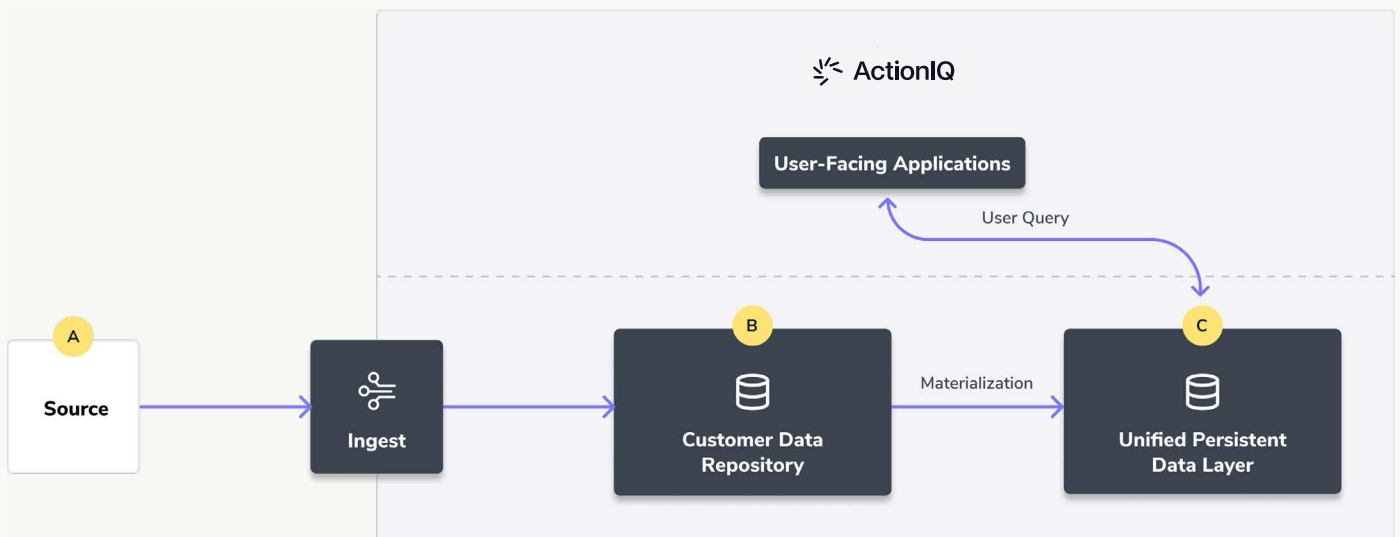 ActionIQ
User-Facing Applications
User Query
A
Source
Ingest
B
Customer Data
Repository
Materialization
C
Unified Persistent
Data Layer